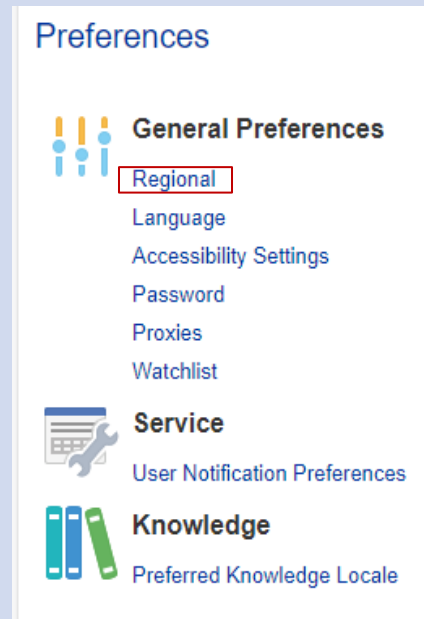 Preferences
General Preferences
Regional
Language
Accessibility Settings
Password
Proxies
Watchlist
Service
User Notification Preferences
Knowledge
Preferred Knowledge Locale